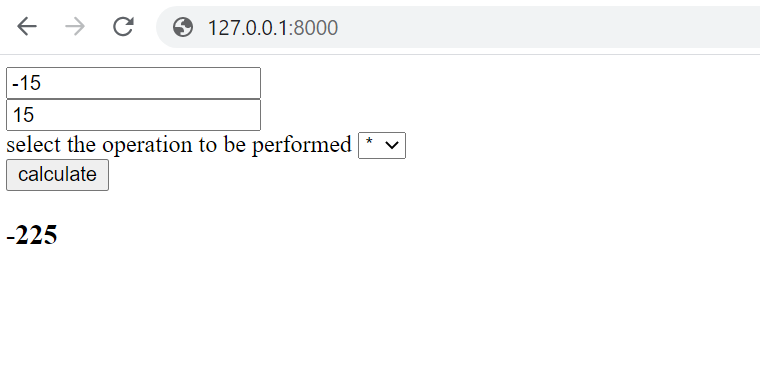 127.0.0.1:8000
-15
15
select the operation to be performed *
calculate
-225